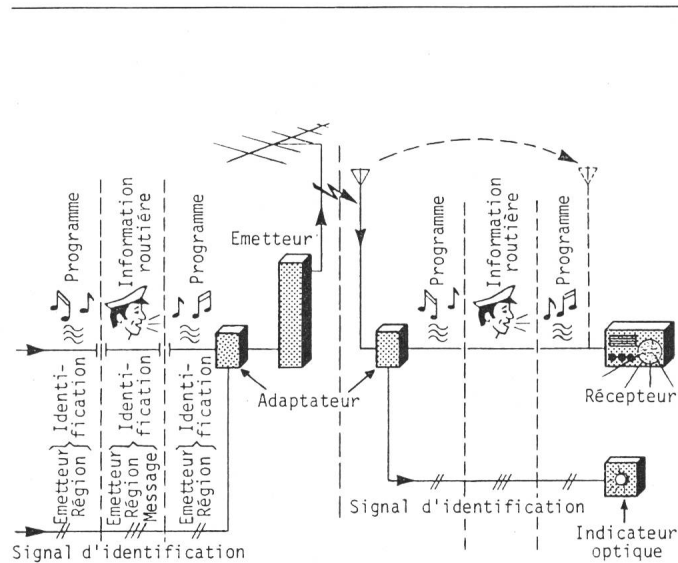 Programme
Information
routière
Programme
Emetteur
Programme
Information
routière
Programme
Identi-
fication
Identi-
fication
Identi-
fication
Adaptateur
Récepteur
Emetteur
Région
Emetteur
Région
Message
Emetteur
Région
Signal d'identification
Signal d'identification
Indicateur
optique